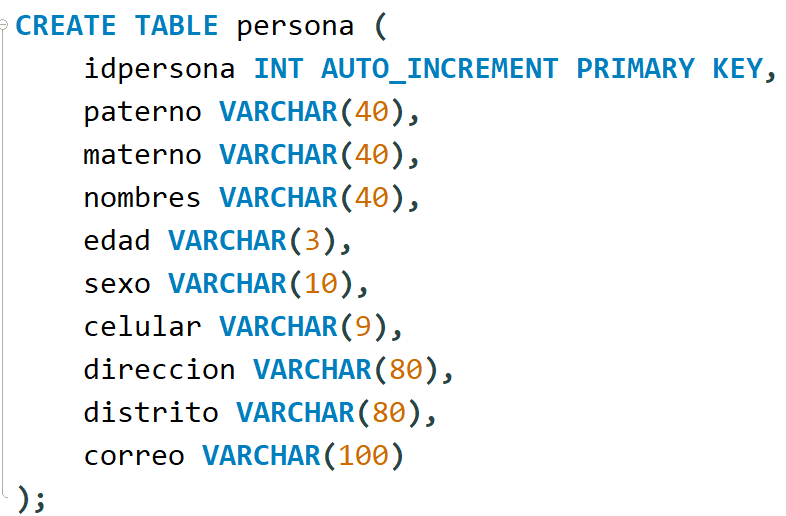 CREATE TABLE persona (
    idpersona INT AUTO_INCREMENT PRIMARY KEY,
    paterno VARCHAR(40),
    materno VARCHAR(40),
    nombres VARCHAR(40),
    edad VARCHAR(3),
    sexo VARCHAR(10),
    celular VARCHAR(9),
    direccion VARCHAR(80),
    distrito VARCHAR(80),
    correo VARCHAR(100)
);